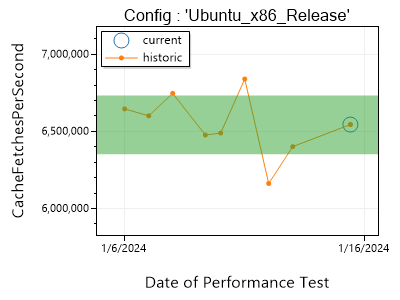 Config : 'Ubuntu_x86_Release'
current
historic
7,000,000
6,500,000
6,000,000
CacheFetchesPerSecond
1/6/2024
1/16/2024
Date of Performance Test